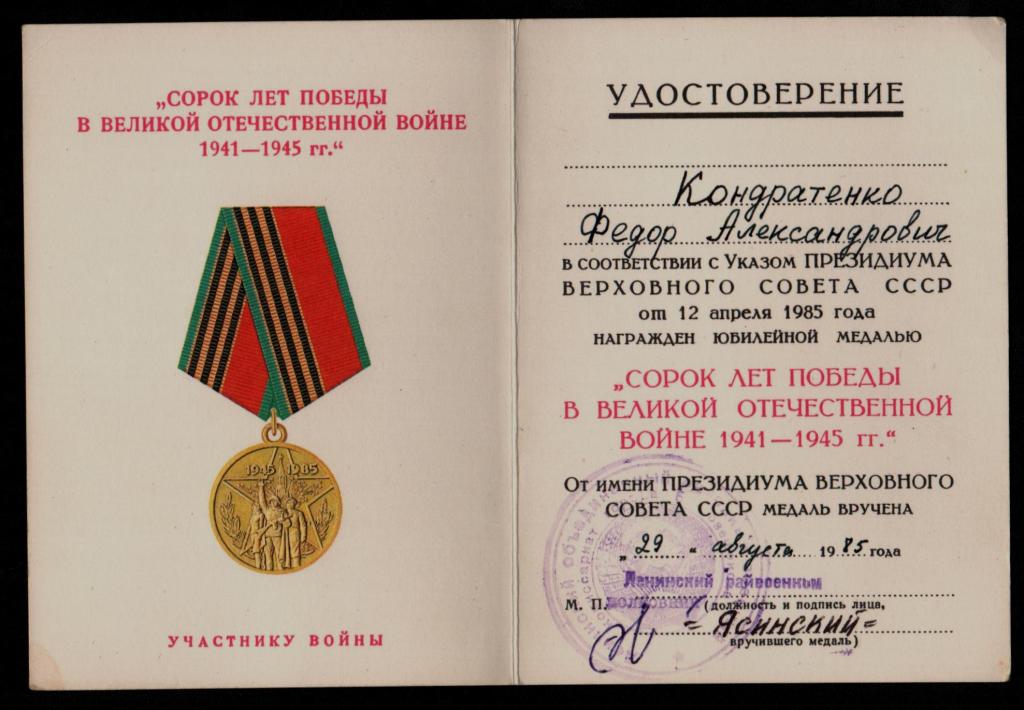 „СОРОК ЛЕТ ПОБЕДЫ
В ВЕЛИКОЙ ОТЕЧЕСТВЕННОЙ ВОЙНЕ
1941—1945 гг.“
1945 1985
УЧАСТНИКУ ВОЙНЫ
УДОСТОВЕРЕНИЕ
Кондратенко
Федор Александрович
в соответствии с Указом ПРЕЗИДИУМА
ВЕРХОВНОГО СОВЕТА СССР
от 12 апреля 1985 года
НАГРАЖДЕН ЮБИЛЕЙНОЙ МЕДАЛЬЮ
„СОРОК ЛЕТ ПОБЕДЫ
В ВЕЛИКОЙ ОТЕЧЕСТВЕННОЙ
ВОЙНЕ 1941—1945 гг.“
От имени ПРЕЗИДИУМА ВЕРХОВНОГО
СОВЕТА СССР МЕДАЛЬ ВРУЧЕНА
„29 “ августа 1985 года
Ленинский райвоенком
М. П. полковник (должность и подпись лица,
=Ясинский=
вручившего медаль)